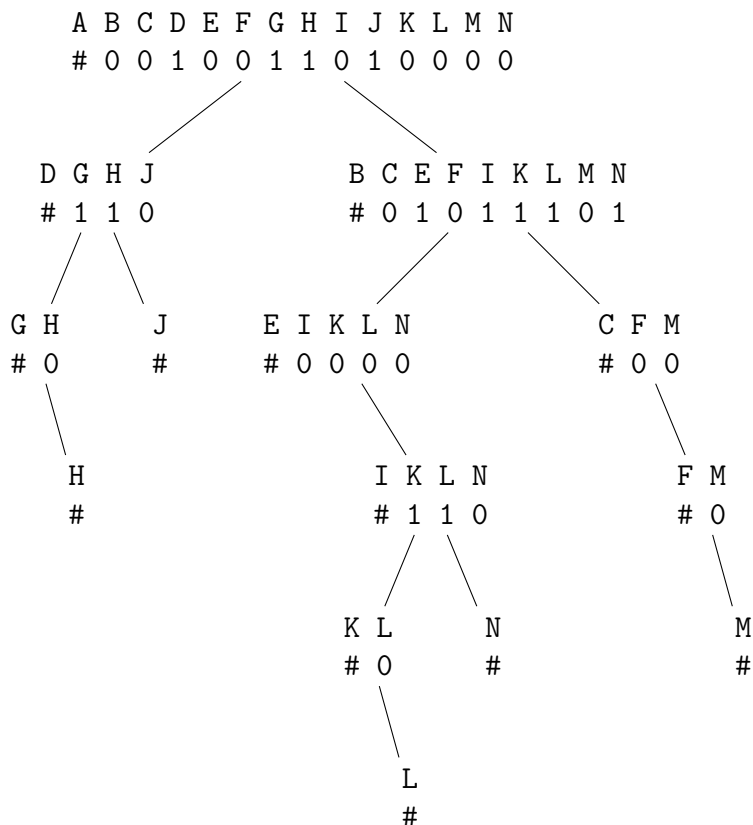 A B C D E F G H I J K L M N
# 0 0 1 0 0 1 1 0 1 0 0 0 0
D G H J
# 1 1 0
B C E F I K L M N
# 0 1 0 1 1 1 0 1
G H
# 0
J
#
E I K L N
# 0 0 0 0
C F M
# 0 0
H
#
I K L N
# 1 1 0
F M
# 0
K L
# 0
N
#
M
#
L
#